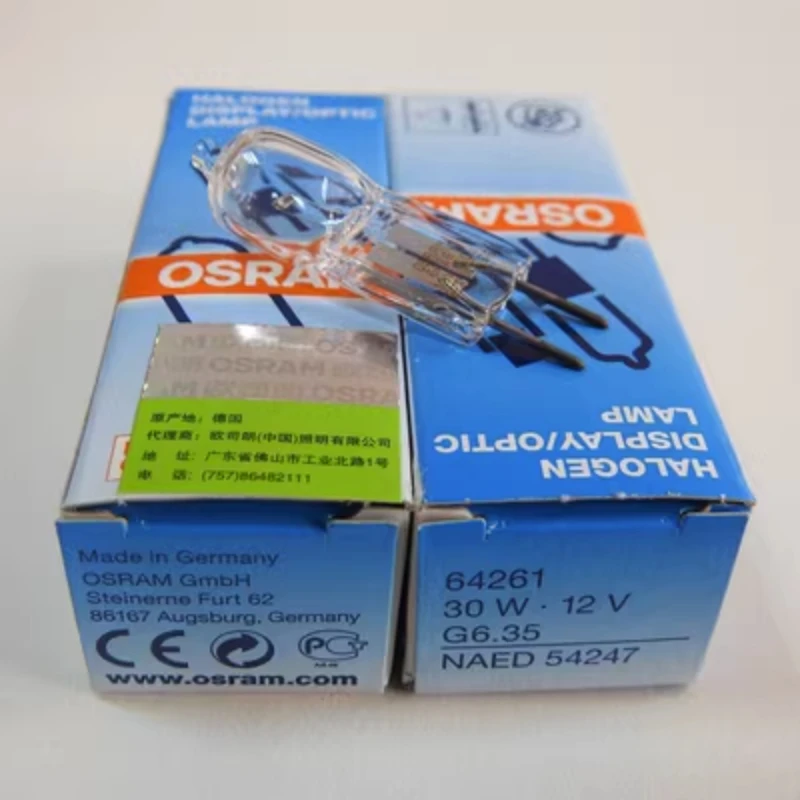 HALOGEN
DISPLAY/OPTIC
LAMP
OSRAM
OSRAM
OSRAM
OSRAM
原产地：德国
代理商：欧司朗(中国)照明有限公司
地 址：广东省佛山市工业北路1号
电 话：(757)86482111
HALOGEN
DISPLAY/OPTIC
LAMP
Made in Germany
OSRAM GmbH
Steinerne Furt 62
86167 Augsburg, Germany
CE
www.osram.com
64261
30 W · 12 V
G6.35
NAED 54247